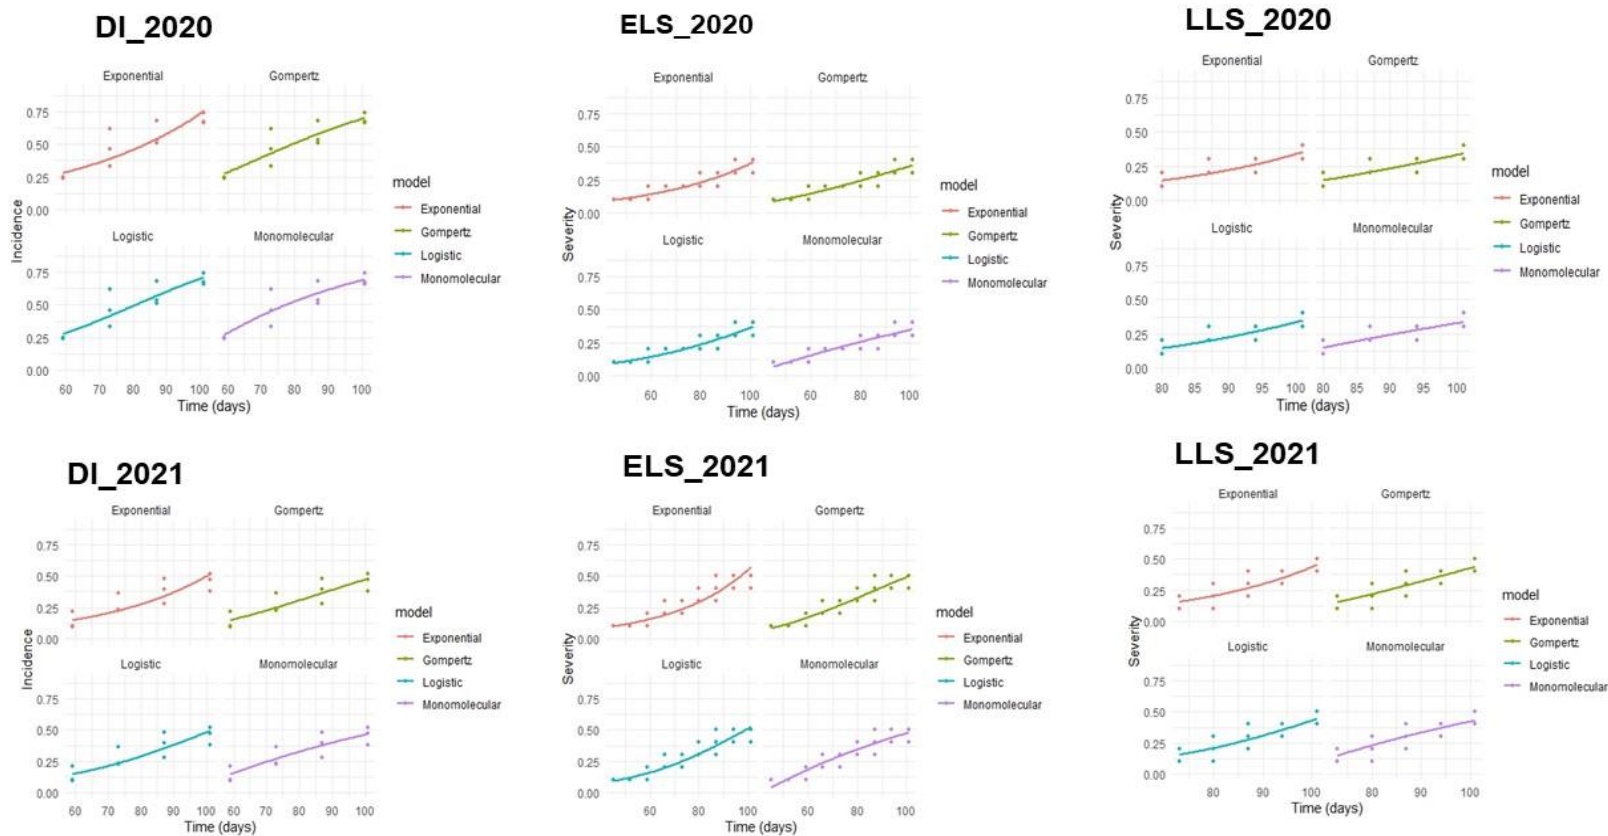 DI_2020
Exponential Gompertz
0.75
0.50
0.25
0.00
Incidence
Logistic Monomolecular
0.75
0.50
0.25
0.00
60 70 80 90 100 60 70 80 90 100
Time (days)
model
Exponential
Gompertz
Logistic
Monomolecular
ELS_2020
Exponential Gompertz
0.75
0.50
0.25
0.00
Severity
Logistic Monomolecular
0.75
0.50
0.25
0.00
60 80 100 60 80 100
Time (days)
model
Exponential
Gompertz
Logistic
Monomolecular
LLS_2020
Exponential Gompertz
0.75
0.50
0.25
0.00
Severity
Logistic Monomolecular
0.75
0.50
0.25
0.00
80 85 90 95 100 80 85 90 95 100
Time (days)
model
Exponential
Gompertz
Logistic
Monomolecular
DI_2021
Exponential Gompertz
0.75
0.50
0.25
0.00
Incidence
Logistic Monomolecular
0.75
0.50
0.25
0.00
60 70 80 90 100 60 70 80 90 100
Time (days)
model
Exponential
Gompertz
Logistic
Monomolecular
ELS_2021
Exponential Gompertz
0.75
0.50
0.25
0.00
Severity
Logistic Monomolecular
0.75
0.50
0.25
0.00
60 80 100 60 80 100
Time (days)
model
Exponential
Gompertz
Logistic
Monomolecular
LLS_2021
Exponential Gompertz
0.75
0.50
0.25
0.00
Severity
Logistic Monomolecular
0.75
0.50
0.25
0.00
80 90 100 80 90 100
Time (days)
model
Exponential
Gompertz
Logistic
Monomolecular